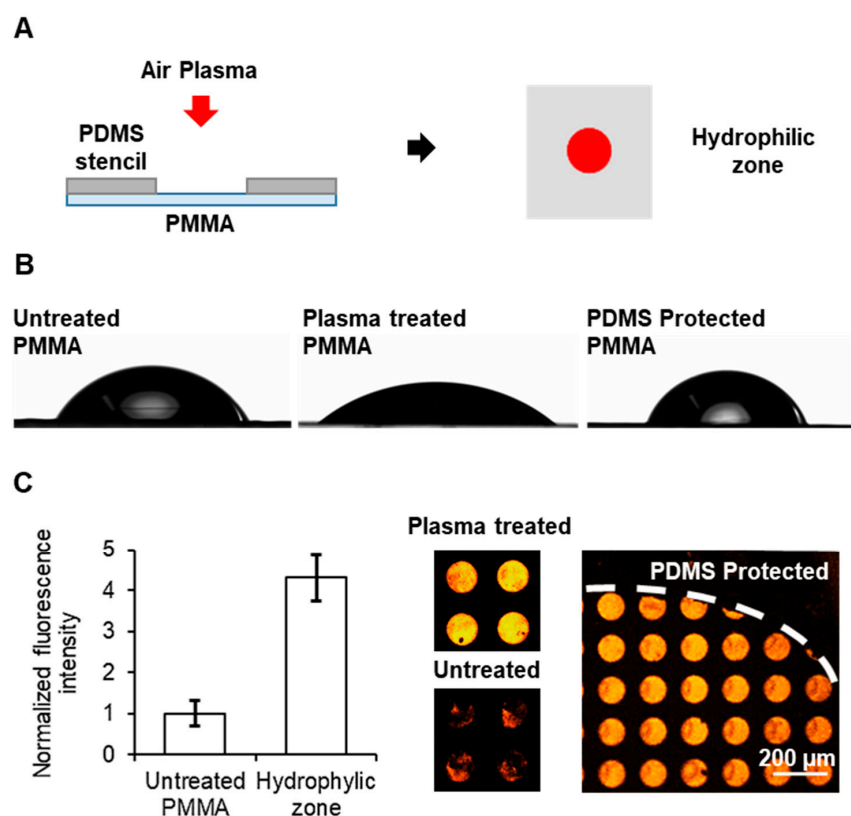 A
Air Plasma
PDMS
stencil
PMMA
Hydrophilic
zone
B
Untreated
PMMA
Plasma treated
PMMA
PDMS Protected
PMMA
C
Normalized fluorescence
intensity
5
4
3
2
1
0
Untreated
PMMA
Hydrophylic
zone
Plasma treated
Untreated
PDMS Protected
200 µm